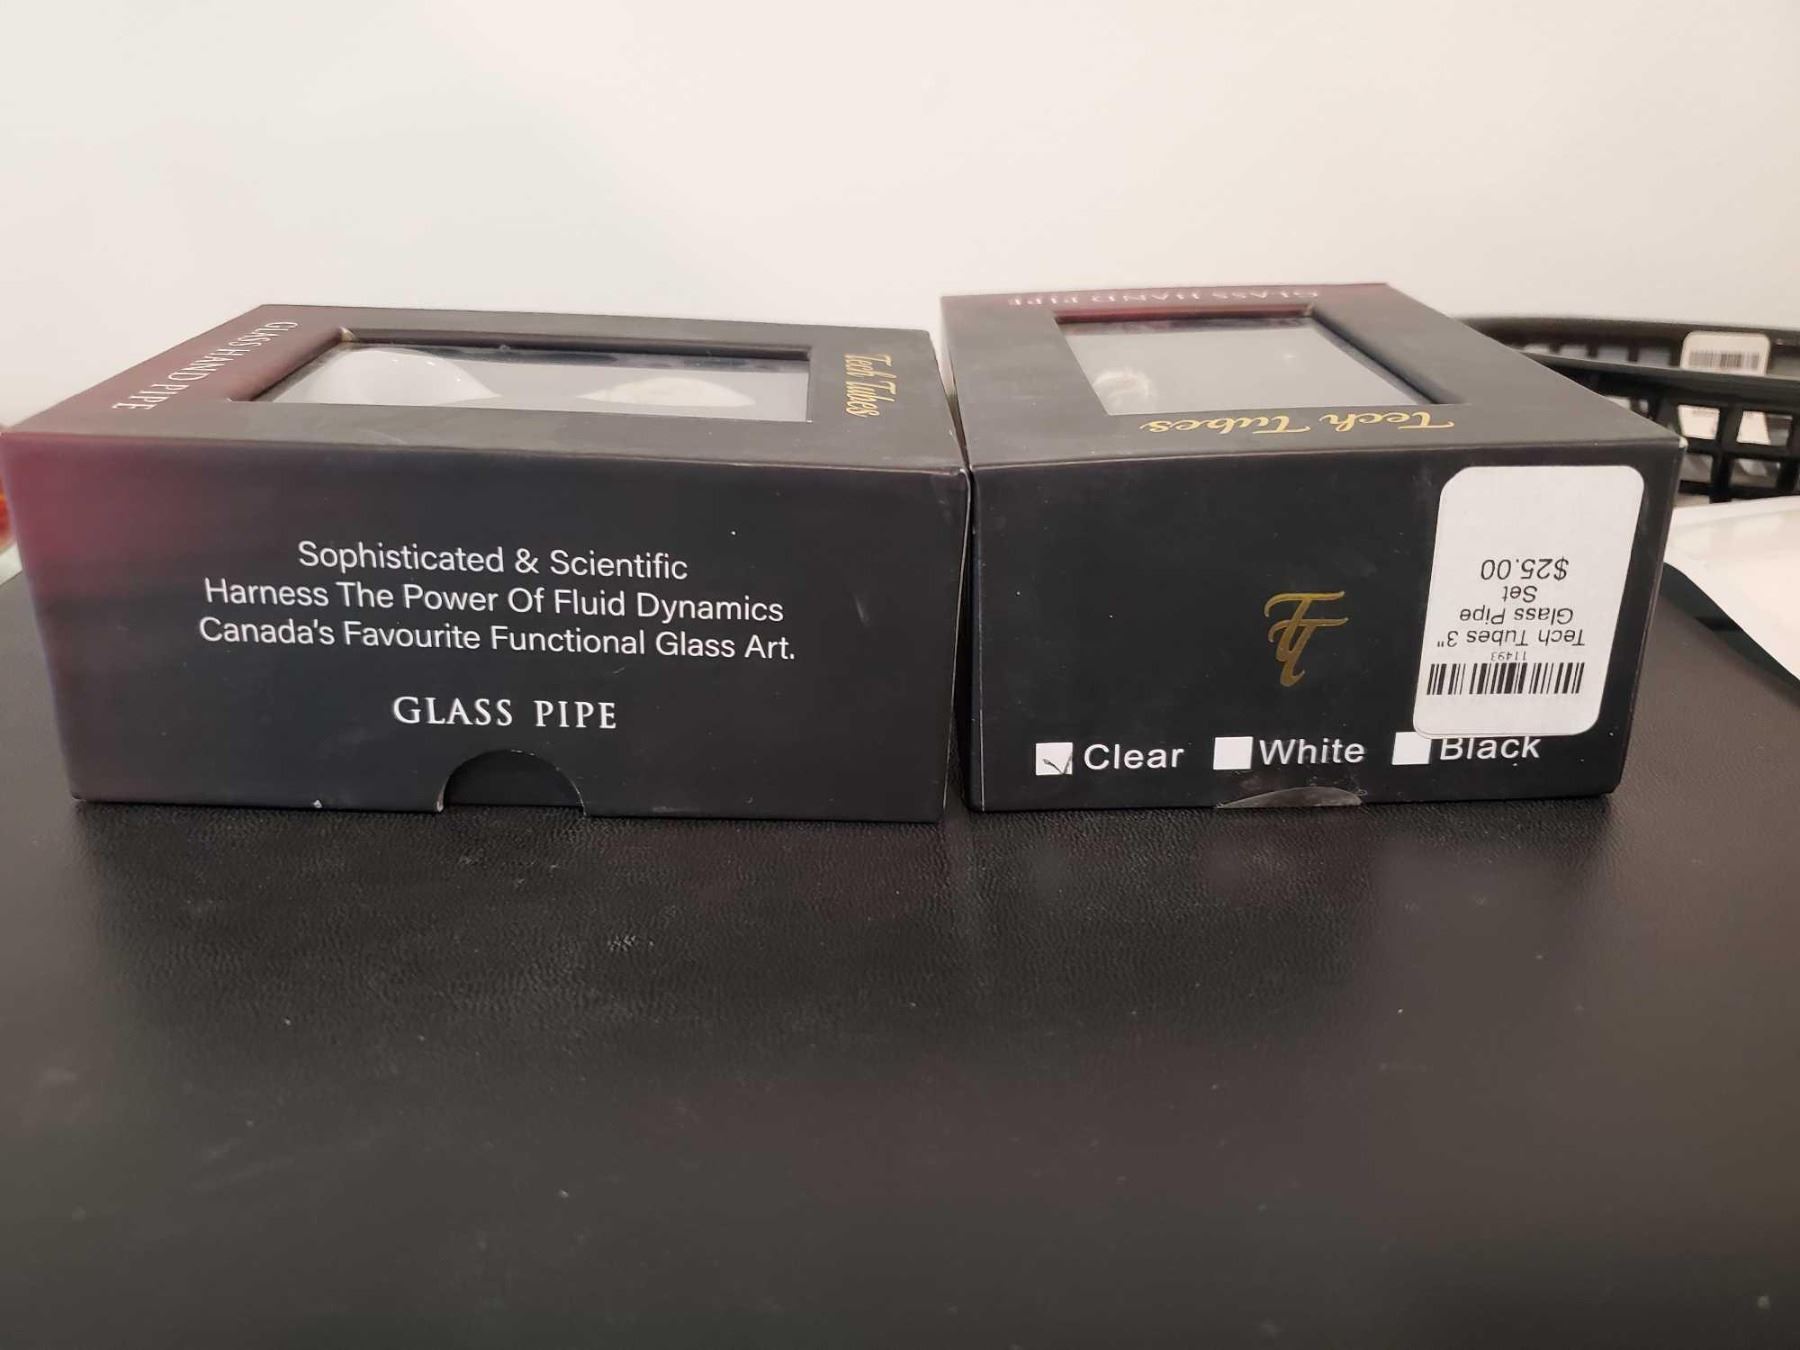 GLASS HAND PIPE
Tech Tubes
Sophisticated & Scientific
Harness The Power Of Fluid Dynamics
Canada's Favourite Functional Glass Art.
GLASS PIPE
GLASS HAND PIPE
Tech Tubes
Tt
11493
Tech Tubes 3"
Glass Pipe
Set
$25.00
Clear White Black